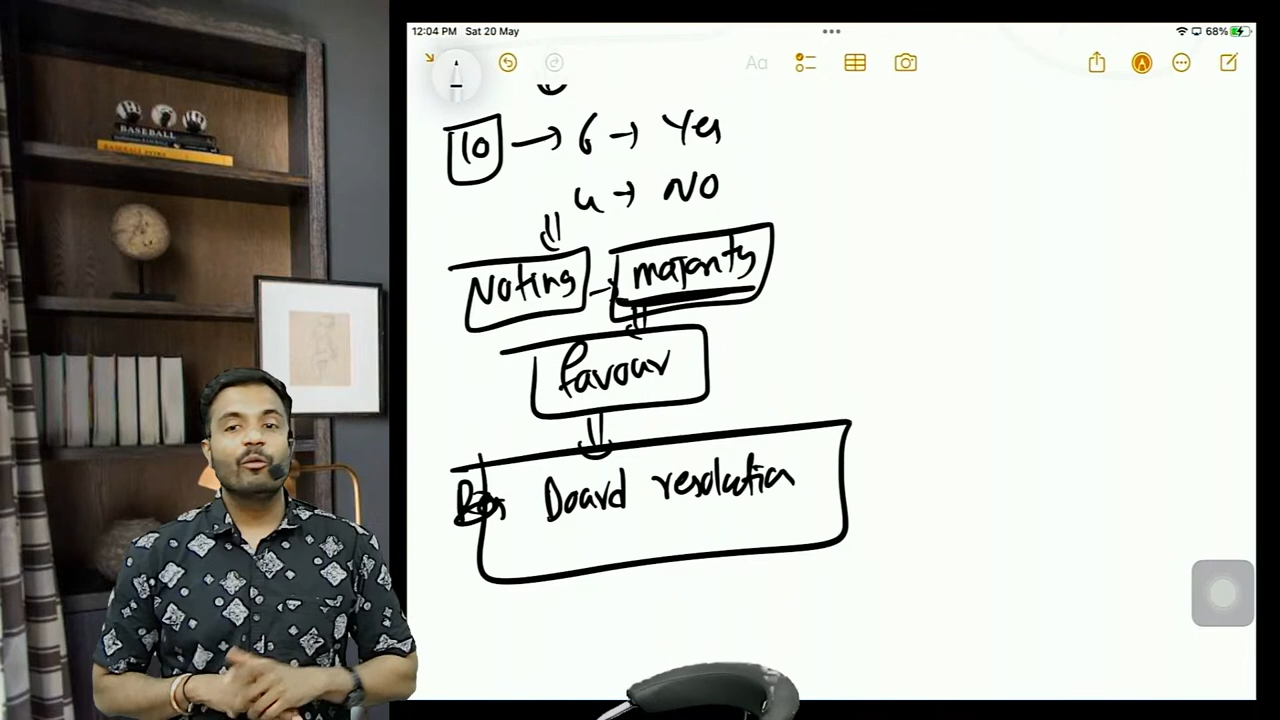 12:04 PM Sat 20 May
68%
Aa
10 → 6 → Yes
4 → NO
Voting → majority
favour
Board resolution
BASEBALL